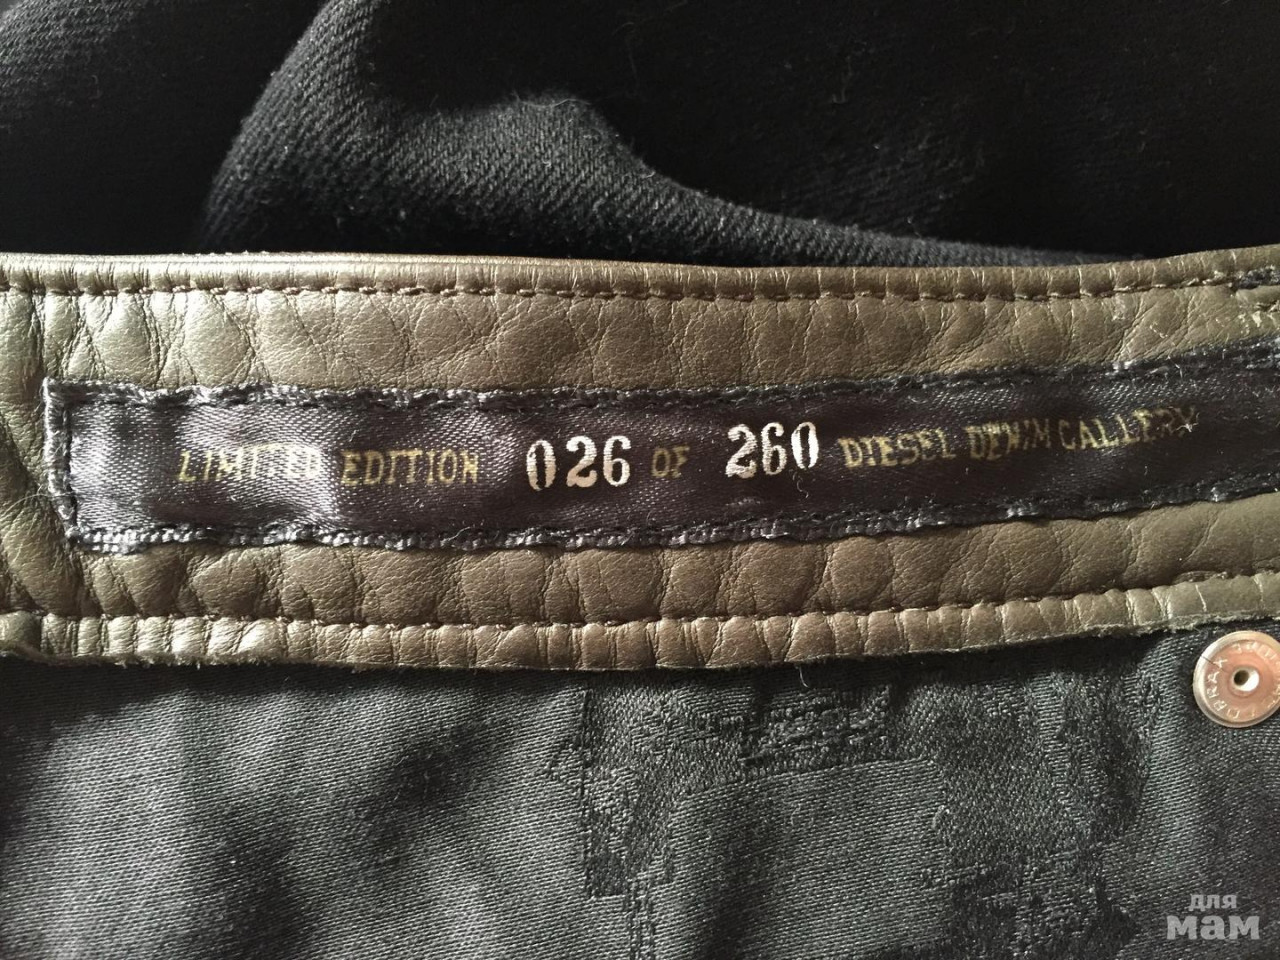 LIMITED EDITION 026 OF 260 DIESEL DENIM GALLERY
для
мам